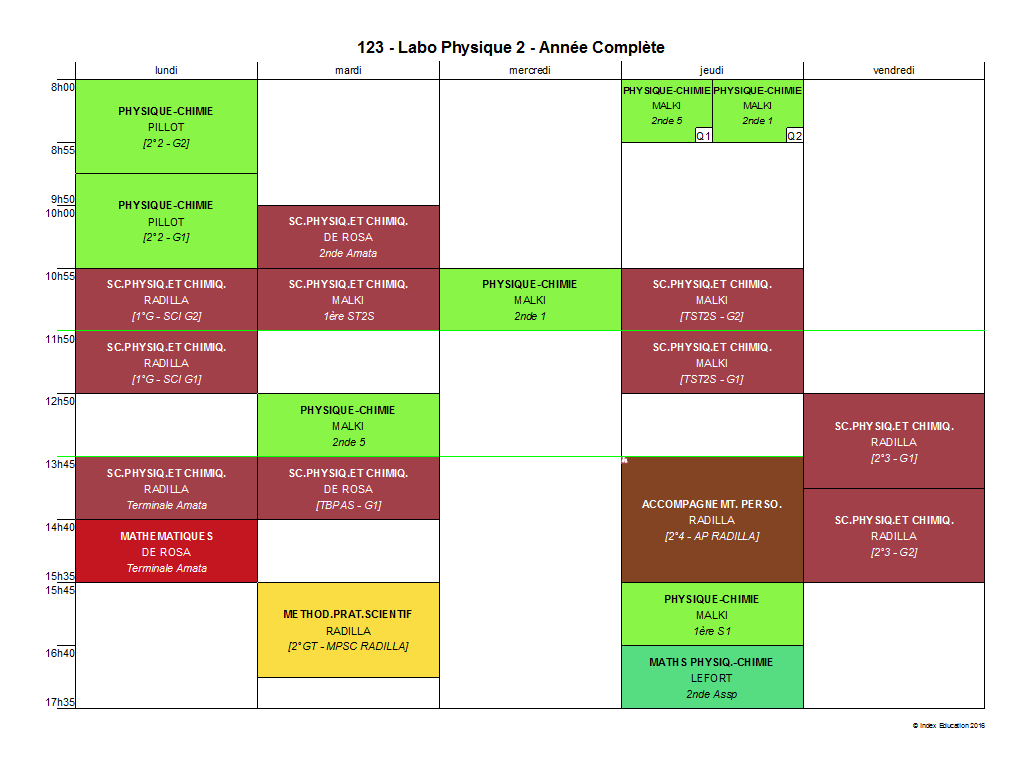 123 - Labo Physique 2 - Année Complète
lundi
mardi
mercredi
jeudi
vendredi
8h00
8h55
9h50
10h00
10h55
11h50
12h50
13h45
14h40
15h35
15h45
16h40
17h35
PHYSIQUE-CHIMIE
PILLOT
[2°2 - G2]
PHYSIQUE-CHIMIE
PILLOT
[2°2 - G1]
SC.PHYSIQ.ET CHIMIQ.
RADILLA
[1°G - SCI G2]
SC.PHYSIQ.ET CHIMIQ.
RADILLA
[1°G - SCI G1]
SC.PHYSIQ.ET CHIMIQ.
RADILLA
Terminale Amata
MATHEMATIQUES
DE ROSA
Terminale Amata
SC.PHYSIQ.ET CHIMIQ.
DE ROSA
2nde Amata
SC.PHYSIQ.ET CHIMIQ.
MALKI
1ère ST2S
PHYSIQUE-CHIMIE
MALKI
2nde 5
SC.PHYSIQ.ET CHIMIQ.
DE ROSA
[TBPAS - G1]
METHOD.PRAT.SCIENTIF
RADILLA
[2°GT - MPSC RADILLA]
PHYSIQUE-CHIMIE
MALKI
2nde 1
PHYSIQUE-CHIMIE
MALKI
2nde 5
Q1
PHYSIQUE-CHIMIE
MALKI
2nde 1
Q2
SC.PHYSIQ.ET CHIMIQ.
MALKI
[TST2S - G2]
SC.PHYSIQ.ET CHIMIQ.
MALKI
[TST2S - G1]
ACCOMPAGNEMT. PERSO.
RADILLA
[2°4 - AP RADILLA]
PHYSIQUE-CHIMIE
MALKI
1ère S1
MATHS PHYSIQ.-CHIMIE
LEFORT
2nde Assp
SC.PHYSIQ.ET CHIMIQ.
RADILLA
[2°3 - G1]
SC.PHYSIQ.ET CHIMIQ.
RADILLA
[2°3 - G2]
© Index Education 2016